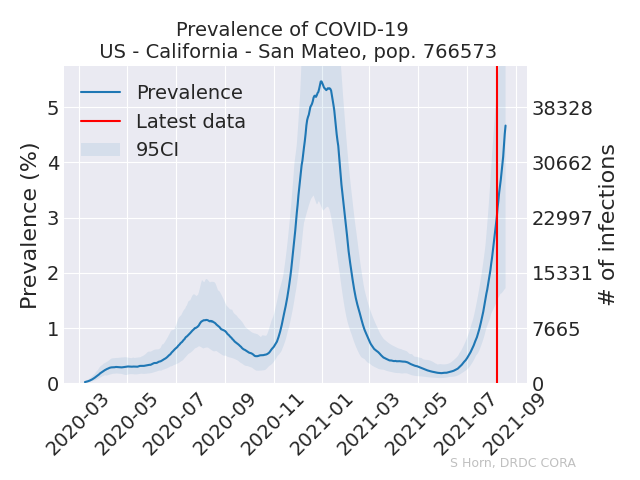 Prevalence of COVID-19
US - California - San Mateo, pop. 766573
Prevalence
Latest data
95CI
Prevalence (%)
5
4
3
2
1
0
38328
30662
22997
15331
7665
0
# of infections
2020-03
2020-05
2020-07
2020-09
2020-11
2021-01
2021-03
2021-05
2021-07
2021-09
S Horn, DRDC CORA